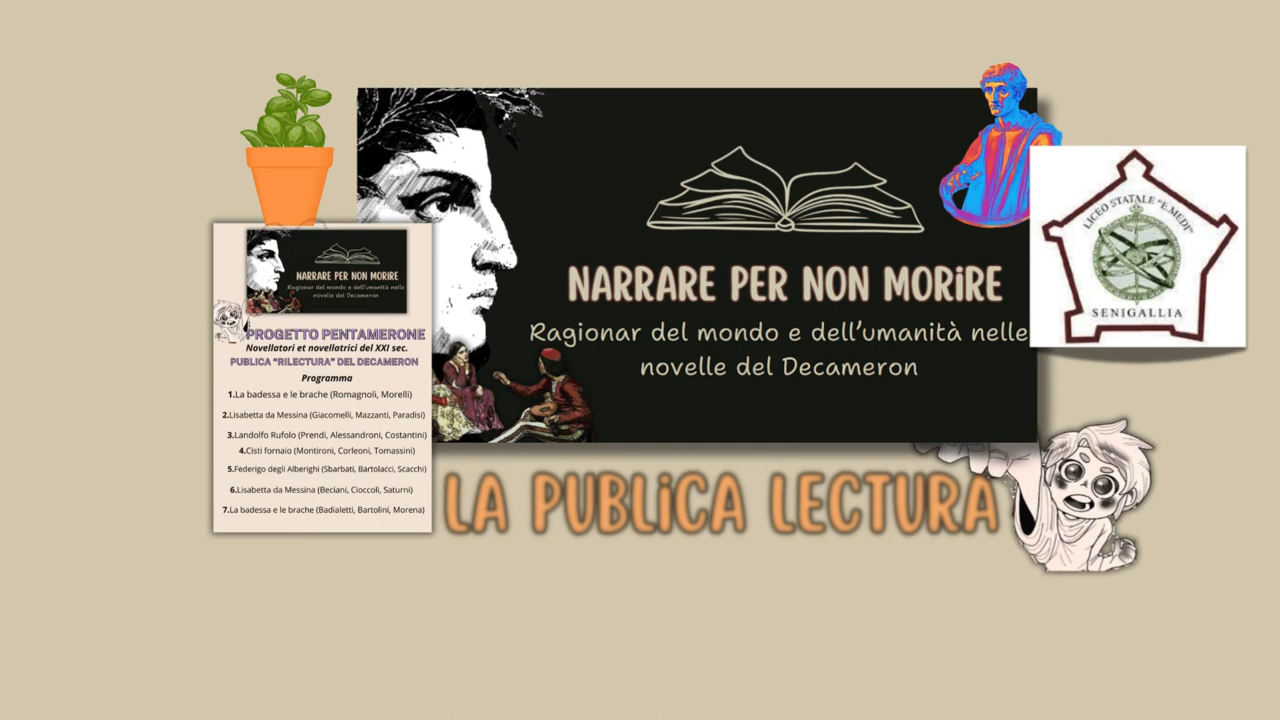 NARRARE PER NON MORiRE
Ragionar del mondo e dell'umanità nelle
novelle del Decameron
LICEO STATALE "E.MEDI"
SENIGALLIA
NARRARE PER NON MORIRE
Ragionar del mondo e dell'umanità nelle
novelle del Decameron
PROGETTO PENTAMERONE
Novellatori et novellatrici del XXI sec.
PUBLICA "RILECTURA" DEL DECAMERON
Programma
1.La badessa e le brache (Romagnoli, Morelli)
2.Lisabetta da Messina (Giacomelli, Mazzanti, Paradisi)
3.Landolfo Rufolo (Prendi, Alessandroni, Costantini)
4.Cisti fornaio (Montironi, Corleoni, Tomassini)
5.Federigo degli Alberighi (Sbarbati, Bartolacci, Scacchi)
6.Lisabetta da Messina (Beciani, Cioccoli, Saturni)
7.La badessa e le brache (Badialetti, Bartolini, Morena)
LA PUBLiCA LECTURA